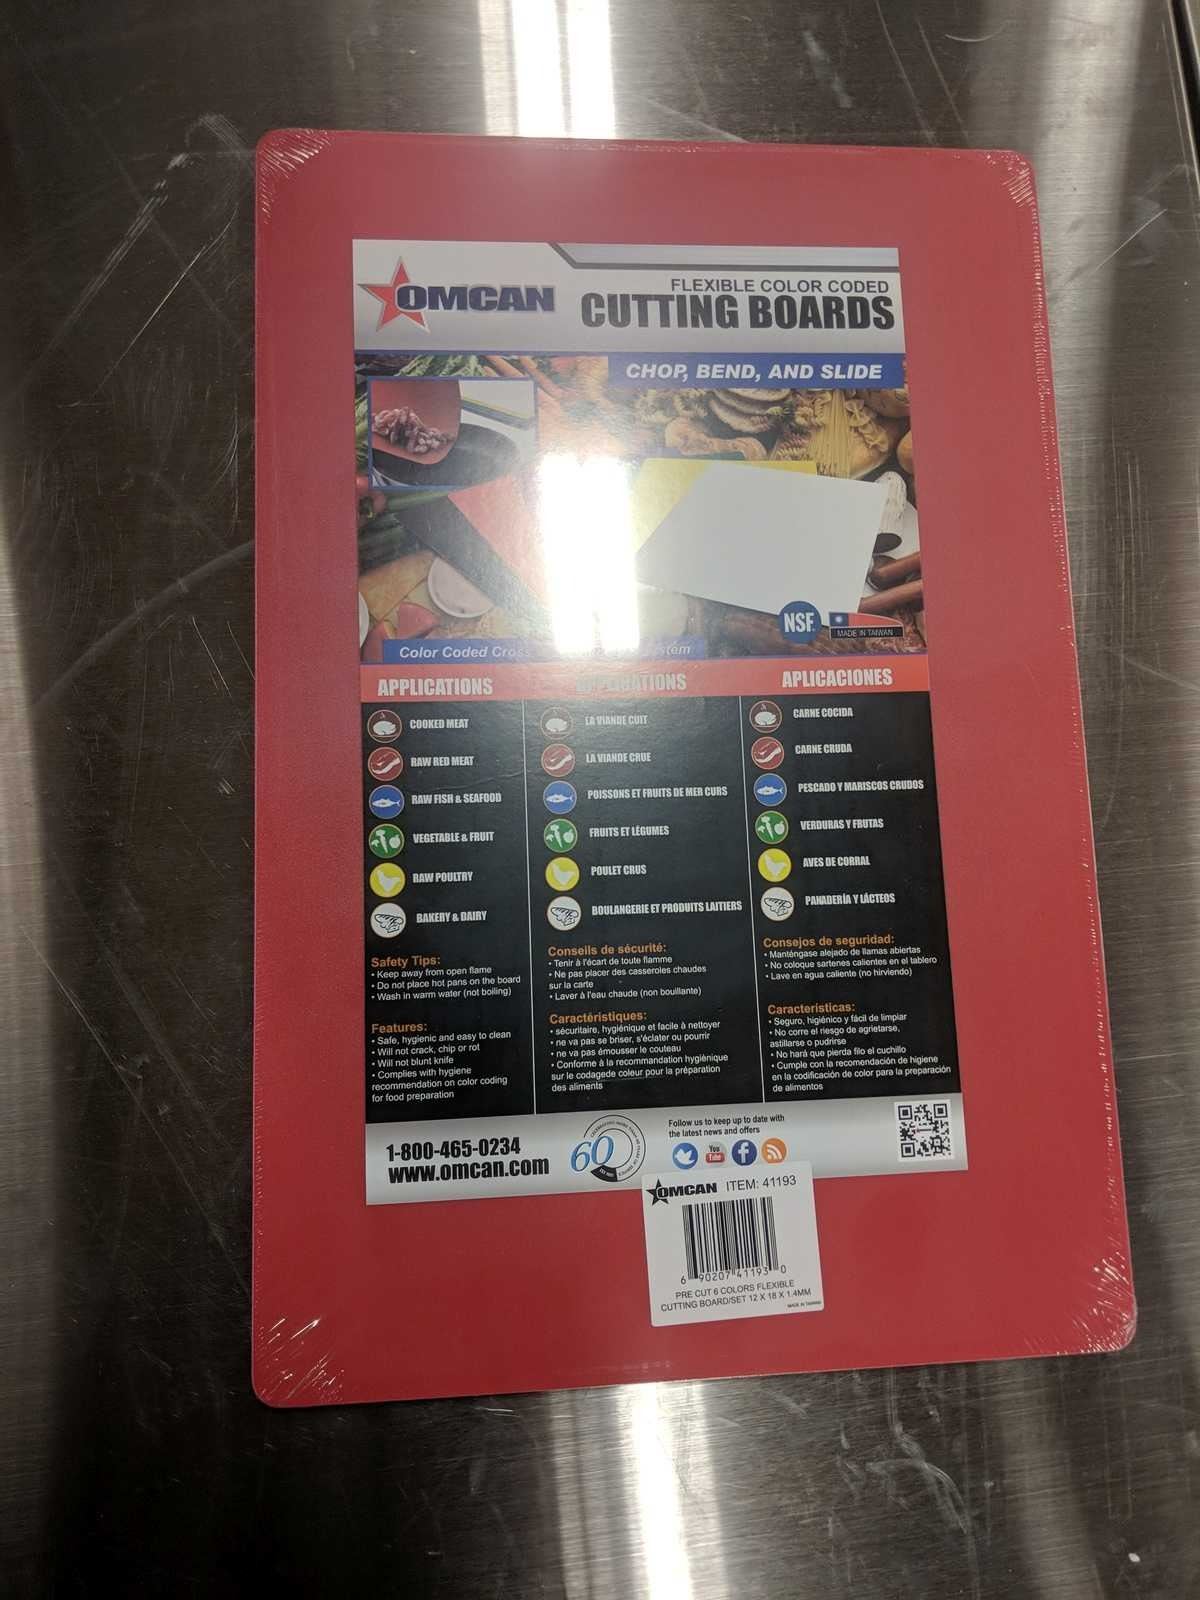 OMCAN
FLEXIBLE COLOR CODED
CUTTING BOARDS
CHOP, BEND, AND SLIDE
NSF
MADE IN TAIWAN
Color Coded Cross
APPLICATIONS
COOKED MEAT
RAW RED MEAT
RAW FISH & SEAFOOD
VEGETABLE & FRUIT
RAW POULTRY
BAKERY & DAIRY
Safety Tips:
• Keep away from open flame
• Do not place hot pans on the board
• Wash in warm water (not boiling)
Features:
• Safe, hygienic and easy to clean
• Will not crack, chip or rot
• Will not blunt knife
• Complies with hygiene
recommendation on color coding
for food preparation
APPLICATIONS
LA VIANDE CUIT
LA VIANDE CRUE
POISSONS ET FRUITS DE MER CURS
FRUITS ET LÉGUMES
POULET CRUS
BOULANGERIE ET PRODUITS LAITIERS
Conseils de sécurité:
• Tenir à l'écart de toute flamme
• Ne pas placer des casseroles chaudes
sur la carte
• Laver à l'eau chaude (non bouillante)
Caractéristiques:
• sécuritaire, hygiénique et facile à nettoyer
• ne va pas se briser, s'éclater ou pourrir
• ne va pas émousser le couteau
• Conforme à la recommandation hygiènique
sur le codagede coleur pour la préparation
des aliments
APLICACIONES
CARNE COCIDA
CARNE CRUDA
PESCADO Y MARISCOS CRUDOS
VERDURAS Y FRUTAS
AVES DE CORRAL
PANADERÍA Y LÁCTEOS
Consejos de seguridad:
• Manténgase alejado de llamas abiertas
• No coloque sartenes calientes en el tablero
• Lave en agua caliente (no hirviendo)
Caracteristicas:
• Seguro, higiénico y fácil de limpiar
• No corre el riesgo de agrietarse,
astillarse o pudrirse
• No hará que pierda filo el cuchillo
• Cumple con la recomendación de higiene
en la codificación de color para la preparación
de alimentos
1-800-465-0234
www.omcan.com
60
Follow us to keep up to date with
the latest news and offers
You
Tube
OMCAN ITEM: 41193
6 90207 41193 0
PRE CUT 6 COLORS FLEXIBLE
CUTTING BOARD/SET 12 X 18 X 1.4MM
MADE IN TAIWAN